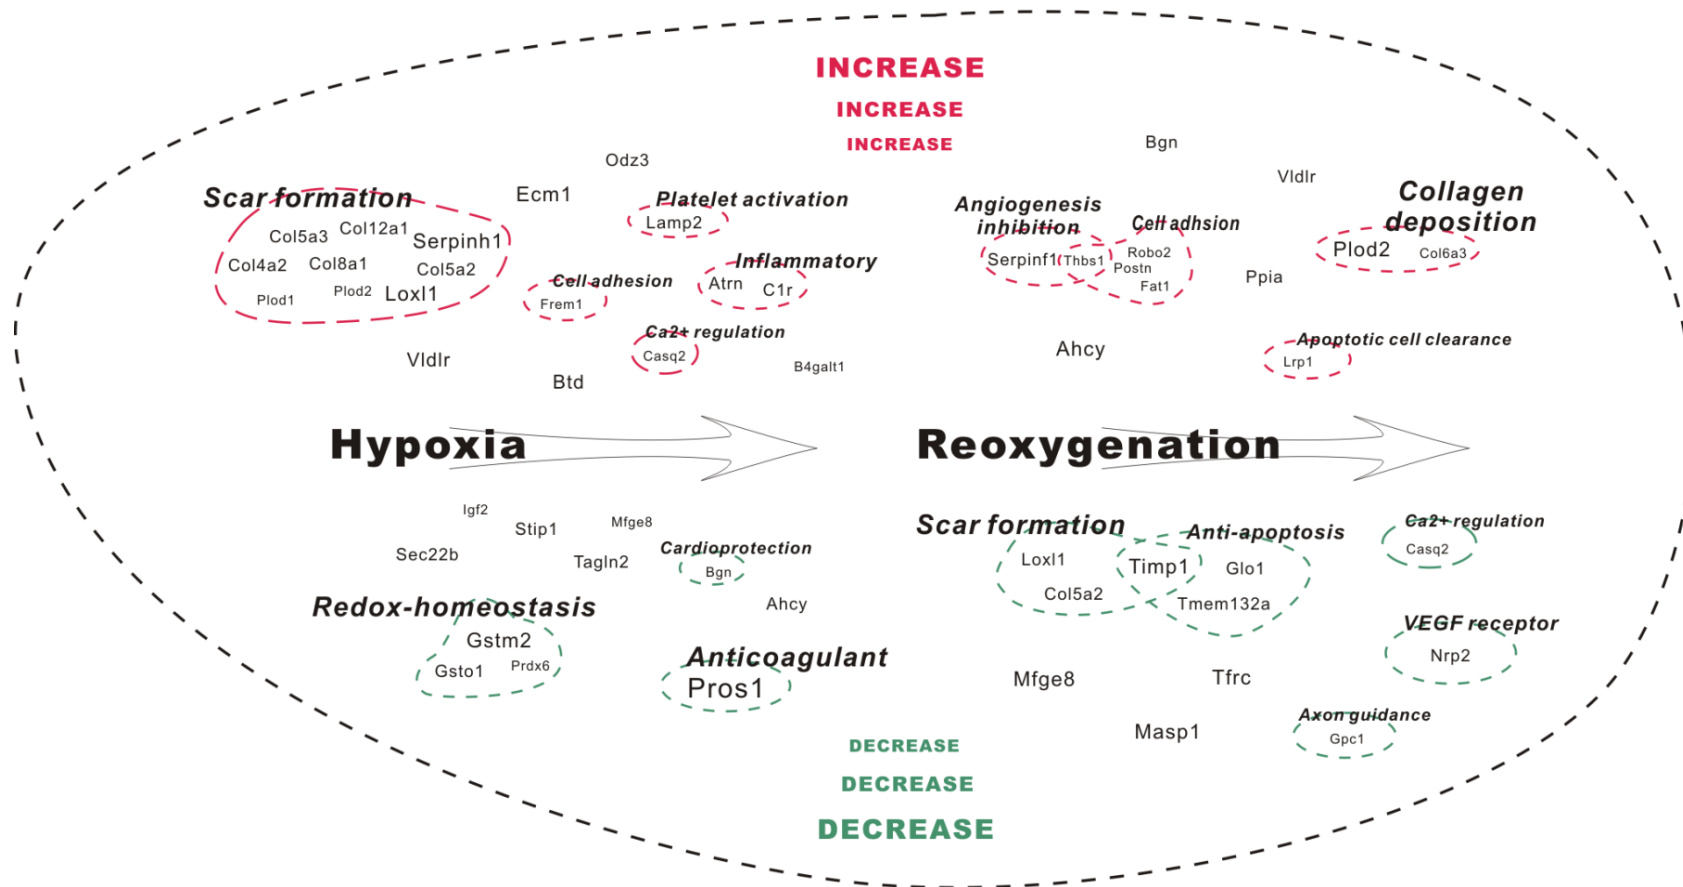 INCREASE
INCREASE
INCREASE
Odz3
Ecm1
Scar formation
Col12a1
Col5a3
Serpinh1
Col4a2
Col8a1
Col5a2
Plod1
Plod2
Loxl1
Platelet activation
Lamp2
Inflammatory
Atrn
C1r
Cell adhesion
Frem1
Ca2+ regulation
Casq2
Vldlr
Btd
B4galt1
Bgn
Vldlr
Angiogenesis
inhibition
Serpinf1
Thbs1
Cell adhsion
Robo2
Postn
Fat1
Collagen
deposition
Plod2
Col6a3
Ppia
Ahcy
Apoptotic cell clearance
Lrp1
Hypoxia
Reoxygenation
Igf2
Stip1
Mfge8
Sec22b
Tagln2
Cardioprotection
Bgn
Ahcy
Redox-homeostasis
Gstm2
Gsto1
Prdx6
Anticoagulant
Pros1
Scar formation
Loxl1
Col5a2
Timp1
Anti-apoptosis
Glo1
Tmem132a
Ca2+ regulation
Casq2
VEGF receptor
Nrp2
Mfge8
Tfrc
Masp1
Axon guidance
Gpc1
DECREASE
DECREASE
DECREASE